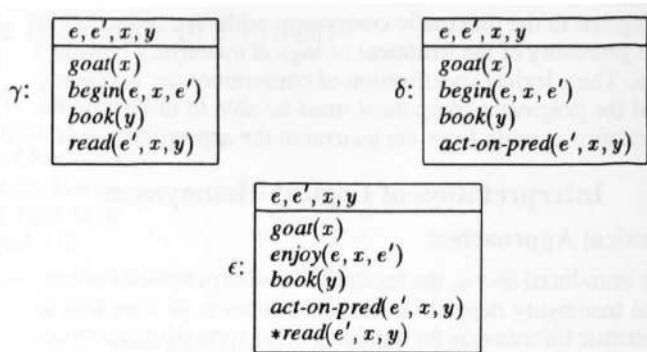 e, e′, x, y
γ: goat(x)
begin(e, x, e′)
book(y)
read(e′, x, y)
e, e′, x, y
δ: goat(x)
begin(e, x, e′)
book(y)
act-on-pred(e′, x, y)
e, e′, x, y
ϵ: goat(x)
enjoy(e, x, e′)
book(y)
act-on-pred(e′, x, y)
*read(e′, x, y)